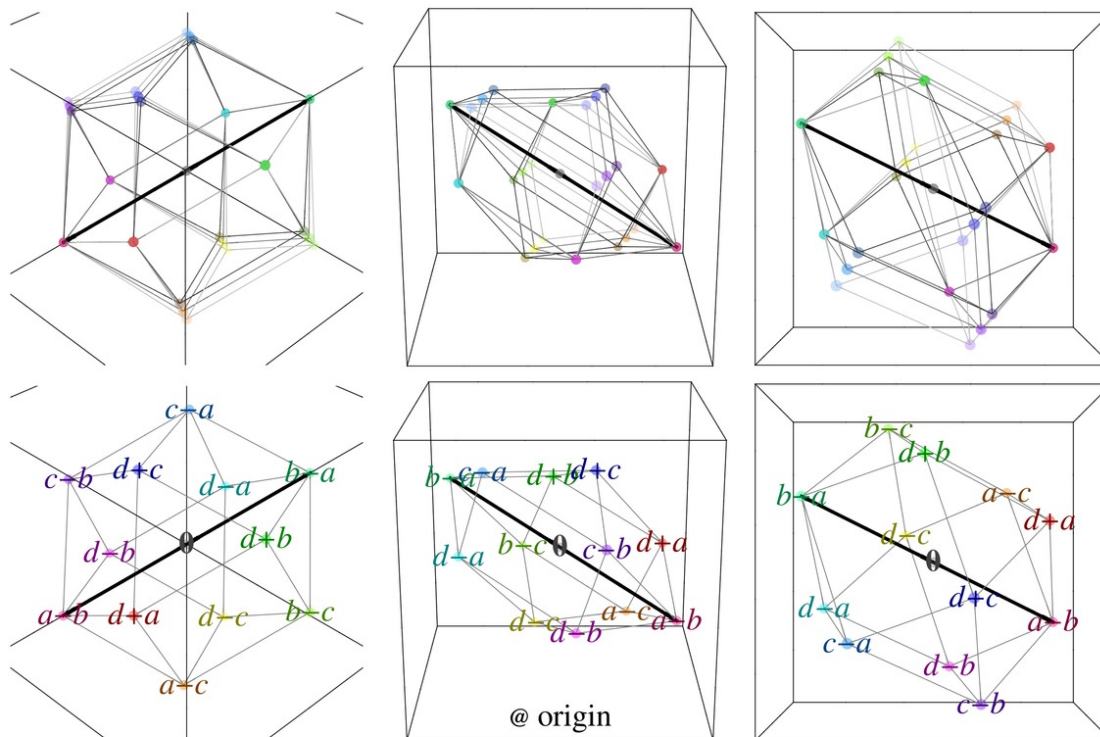 c−a
c−b d+c d−a b−a
d−b 0 d+b
a−b d+a d−c b−c
a−c
b−a c−a d+b d+c
d−a b−c 0 c−b d+a
d−c d−b a−c a−b
@ origin
b−c
d+b
b−a a−c
d+a
d−c 0
d−a d+c a−b
c−a d−b
c−b